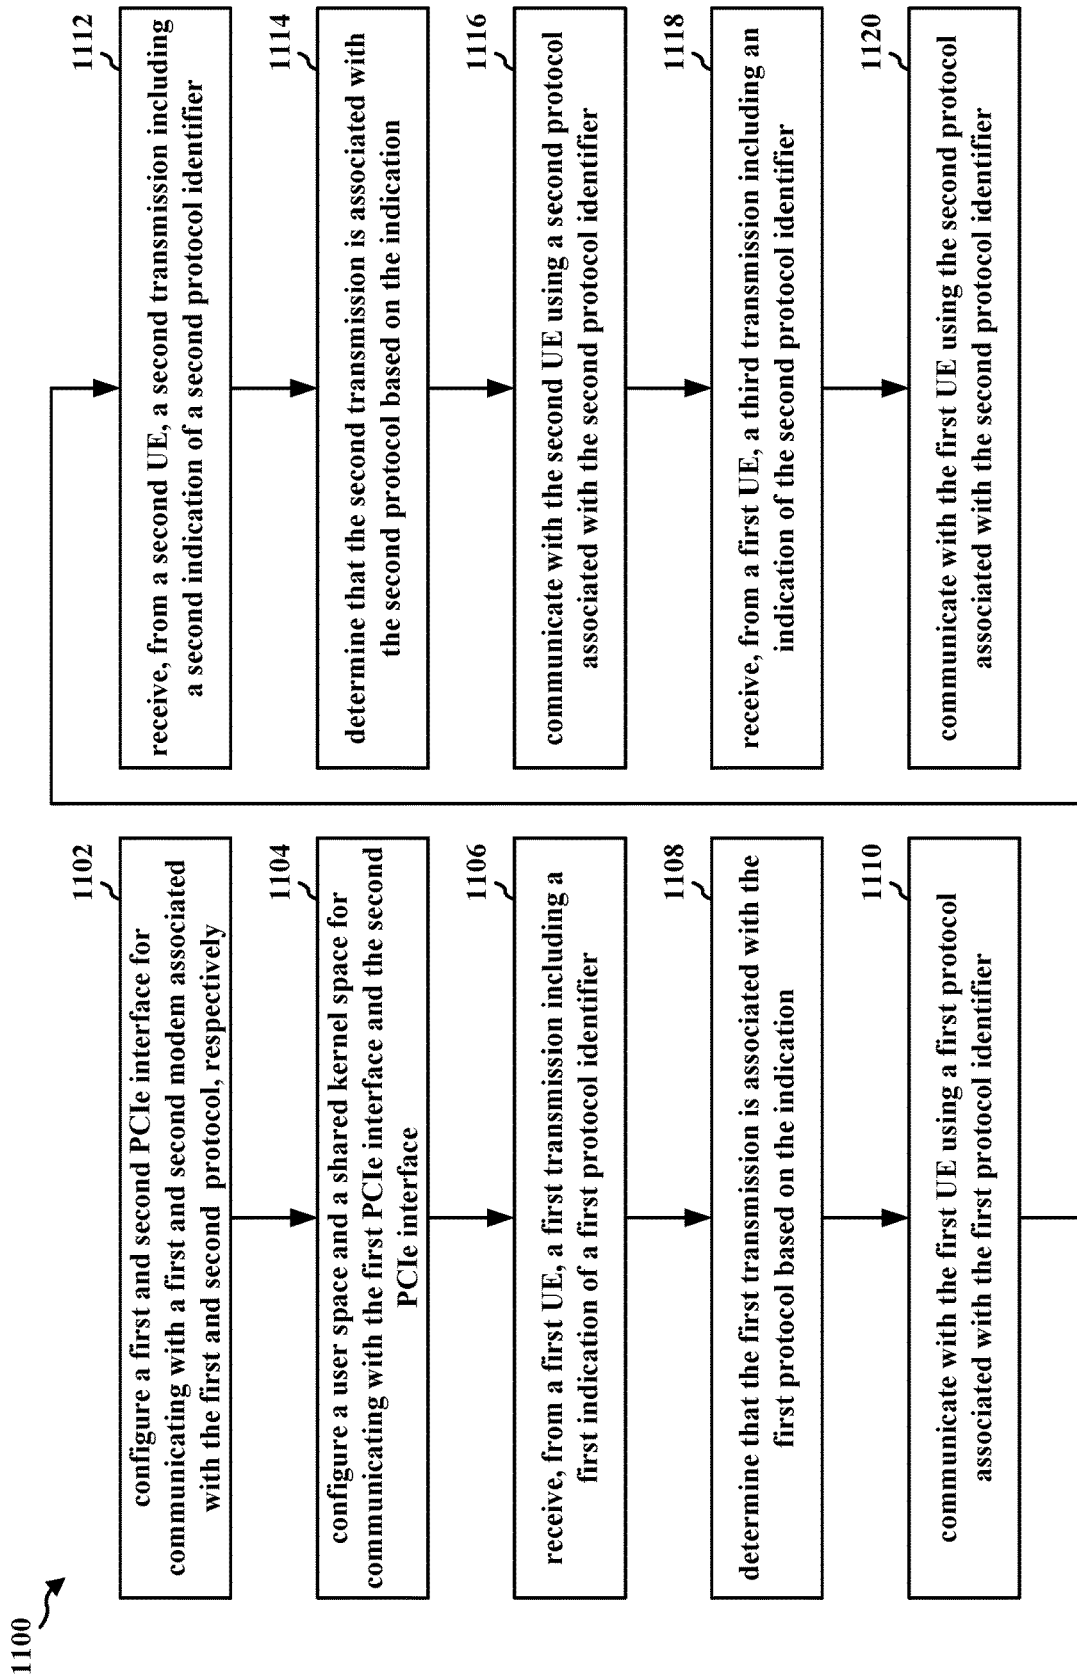 1100
1102
configure a first and second PCIe interface for
communicating with a first and second modem associated
with the first and second protocol, respectively
1104
configure a user space and a shared kernel space for
communicating with the first PCIe interface and the second
PCIe interface
1106
receive, from a first UE, a first transmission including a
first indication of a first protocol identifier
1108
determine that the first transmission is associated with the
first protocol based on the indication
1110
communicate with the first UE using a first protocol
associated with the first protocol identifier
1112
receive, from a second UE, a second transmission including
a second indication of a second protocol identifier
1114
determine that the second transmission is associated with
the second protocol based on the indication
1116
communicate with the second UE using a second protocol
associated with the second protocol identifier
1118
receive, from a first UE, a third transmission including an
indication of the second protocol identifier
1120
communicate with the first UE using the second protocol
associated with the second protocol identifier